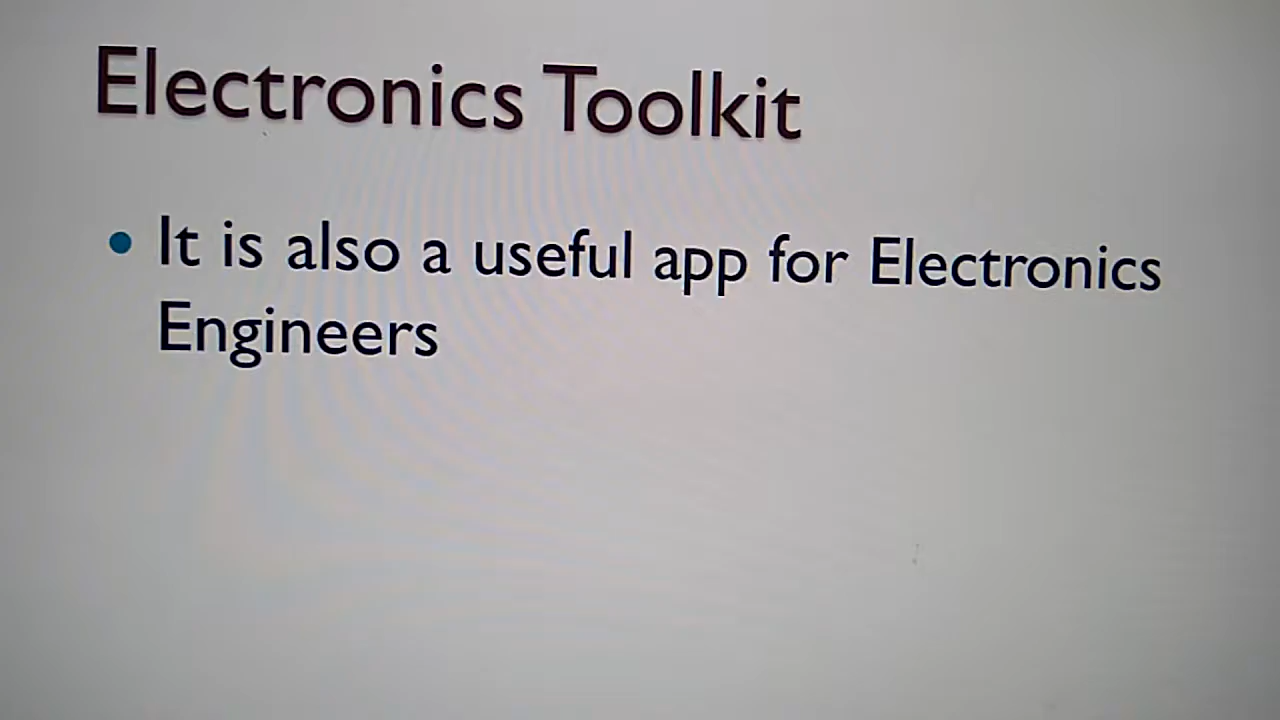 Electronics Toolkit
• It is also a useful app for Electronics
Engineers